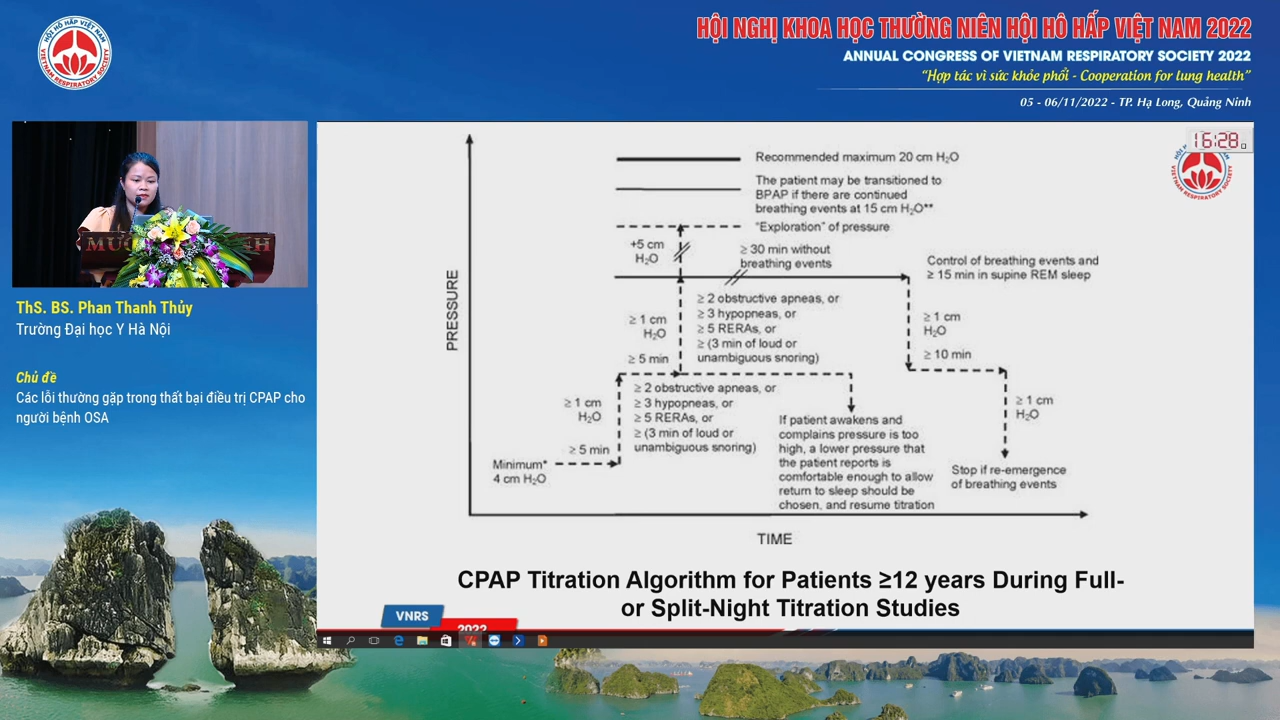 HỘI HÔ HẤP VIỆT NAM
VIETNAM RESPIRATORY SOCIETY
HỘI NGHỊ KHOA HỌC THƯỜNG NIÊN HỘI HÔ HẤP VIỆT NAM 2022
ANNUAL CONGRESS OF VIETNAM RESPIRATORY SOCIETY 2022
“Hợp tác vì sức khỏe phổi - Cooperation for lung health”
05 - 06/11/2022 - TP. Hạ Long, Quảng Ninh
ThS. BS. Phan Thanh Thủy
Trường Đại học Y Hà Nội
Chủ đề
Các lỗi thường gặp trong thất bại điều trị CPAP cho
người bệnh OSA
16:28
Recommended maximum 20 cm H₂O
The patient may be transitioned to
BPAP if there are continued
breathing events at 15 cm H₂O**
“Exploration” of pressure
+5 cm
H₂O
≥ 30 min without
breathing events
Control of breathing events and
≥ 15 min in supine REM sleep
PRESSURE
≥ 1 cm
H₂O
≥ 5 min
≥ 2 obstructive apneas, or
≥ 3 hypopneas, or
≥ 5 RERAs, or
≥ (3 min of loud or
unambiguous snoring)
≥ 1 cm
H₂O
≥ 10 min
≥ 1 cm
H₂O
≥ 5 min
≥ 2 obstructive apneas, or
≥ 3 hypopneas, or
≥ 5 RERAs, or
≥ (3 min of loud or
unambiguous snoring)
If patient awakens and
complains pressure is too
high, a lower pressure that
the patient reports is
comfortable enough to allow
return to sleep should be
chosen, and resume titration
≥ 1 cm
H₂O
Minimum*
4 cm H₂O
Stop if re-emergence
of breathing events
TIME
CPAP Titration Algorithm for Patients ≥12 years During Full-
or Split-Night Titration Studies
VNRS
2022